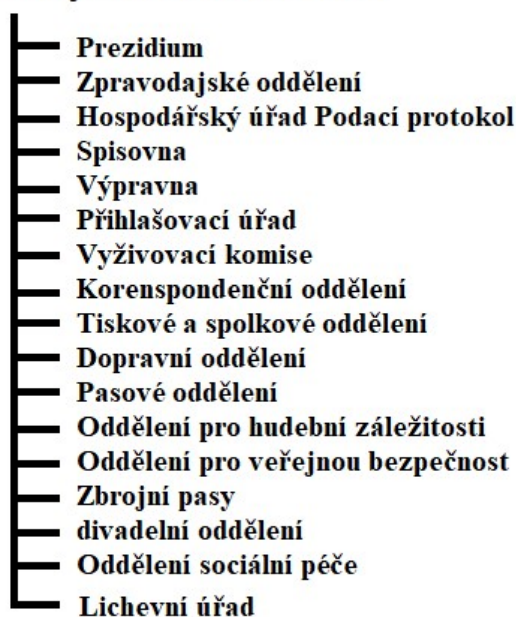 Prezidium
Zpravodajské oddělení
Hospodářský úřad Podací protokol
Spisovna
Výpravna
Přihlašovací úřad
Vyživovací komise
Korenspondenční oddělení
Tiskové a spolkové oddělení
Dopravní oddělení
Pasové oddělení
Oddělení pro hudební záležitosti
Oddělení pro veřejnou bezpečnost
Zbrojní pasy
divadelní oddělení
Oddělení sociální péče
Lichevní úřad